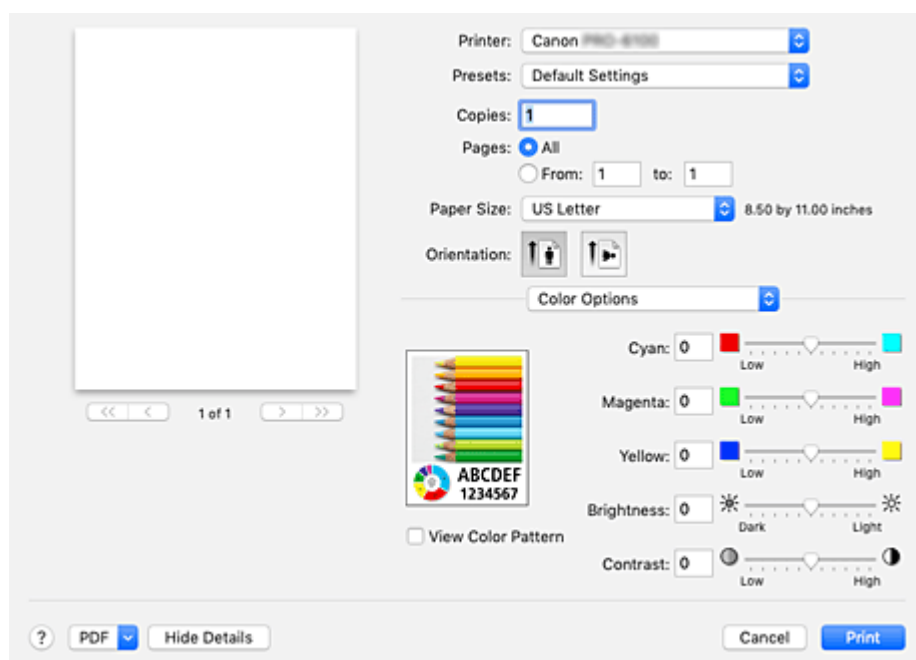 Printer: Canon
Presets: Default Settings
Copies: 1
Pages: All
From: 1 to: 1
Paper Size: US Letter 8.50 by 11.00 inches
Orientation:
Color Options
Cyan: 0
Low High
Magenta: 0
Low High
Yellow: 0
Low High
Brightness: 0
Dark Light
Contrast: 0
Low High
1 of 1
ABCDEF
1234567
View Color Pattern
? PDF Hide Details Cancel Print